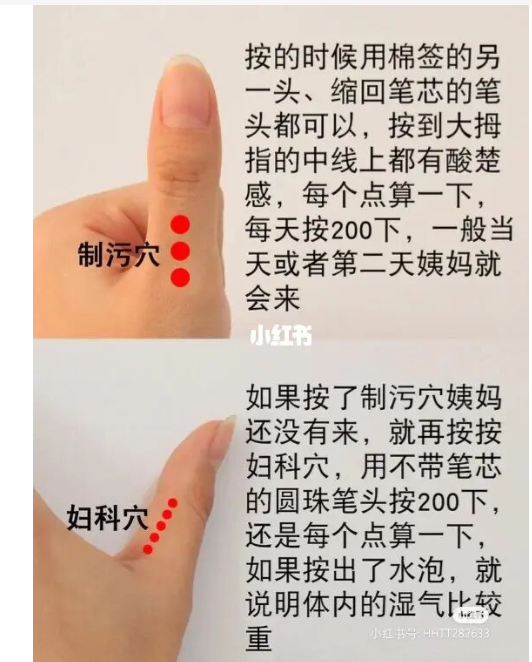 按的时候用棉签的另
一头、缩回笔芯的笔
头都可以，按到大拇
指的中线上都有酸楚
感，每个点算一下，
每天按200下，一般当
天或者第二天姨妈就
会来
制污穴
小红书
如果按了制污穴姨妈
还没有来，就再按按
妇科穴，用不带笔芯
的圆珠笔头按200下，
还是每个点算一下，
如果按出了水泡，就
说明体内的湿气比较
重
妇科穴
小红书
小红书号: HHTT282633